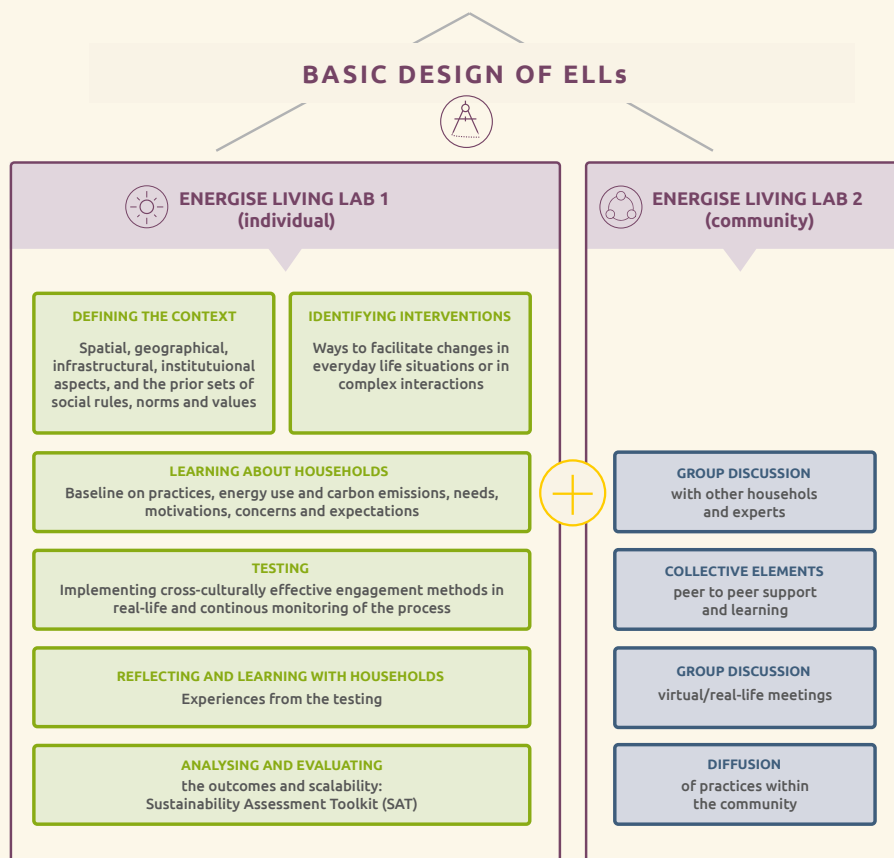 BASIC DESIGN OF ELLs
ENERGISE LIVING LAB 1
(individual)
DEFINING THE CONTEXT
Spatial, geographical,
infrastructural, institutuional
aspects, and the prior sets of
social rules, norms and values
IDENTIFYING INTERVENTIONS
Ways to facilitate changes in
everyday life situations or in
complex interactions
LEARNING ABOUT HOUSEHOLDS
Baseline on practices, energy use and carbon emissions, needs,
motivations, concerns and expectations
TESTING
Implementing cross-culturally effective engagement methods in
real-life and continous monitoring of the process
REFLECTING AND LEARNING WITH HOUSEHOLDS
Experiences from the testing
ANALYSING AND EVALUATING
the outcomes and scalability:
Sustainability Assessment Toolkit (SAT)
ENERGISE LIVING LAB 2
(community)
GROUP DISCUSSION
with other househols
and experts
COLLECTIVE ELEMENTS
peer to peer support
and learning
GROUP DISCUSSION
virtual/real-life meetings
DIFFUSION
of practices within
the community